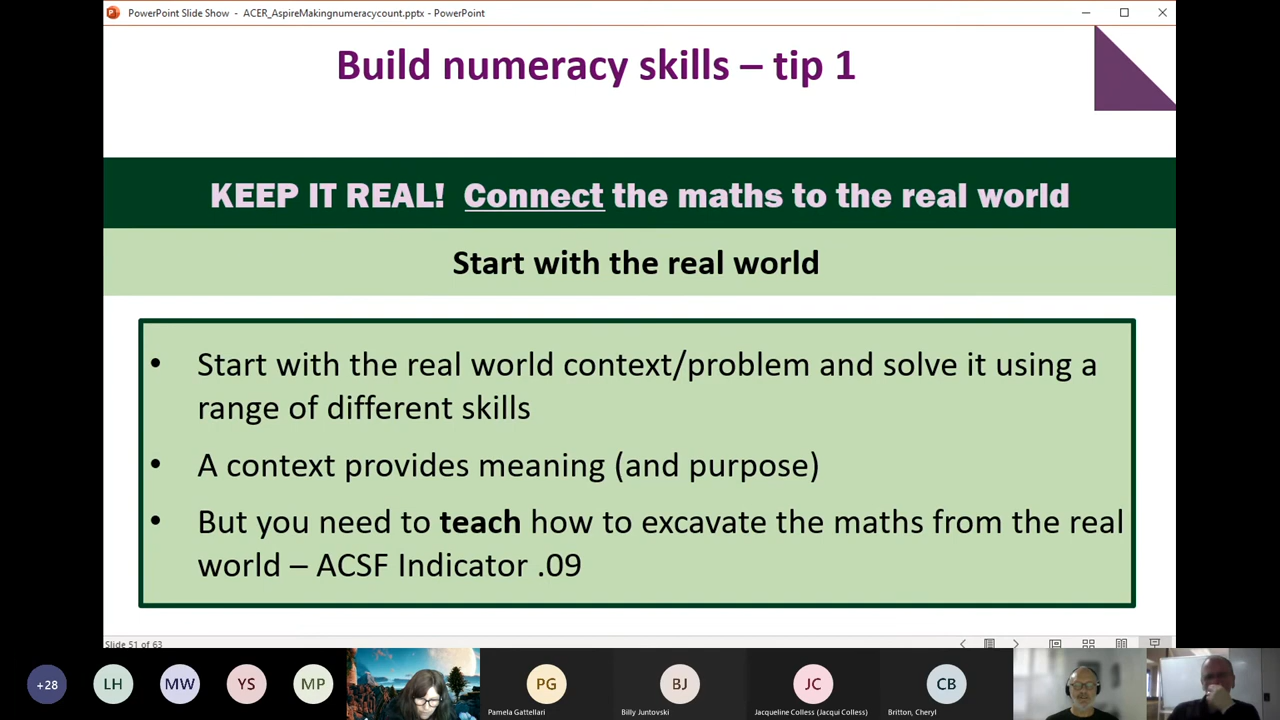 PowerPoint Slide Show - ACER_AspireMakingnumeracycount.pptx - PowerPoint
Build numeracy skills – tip 1
KEEP IT REAL! Connect the maths to the real world
Start with the real world
• Start with the real world context/problem and solve it using a
range of different skills
• A context provides meaning (and purpose)
• But you need to teach how to excavate the maths from the real
world – ACSF Indicator .09
Slide 51 of 63
+28
LH
MW
YS
MP
PG
Pamela Gattellari
BJ
Billy Juntovski
JC
Jacqueline Colless (Jacqui Colless)
CB
Britton, Cheryl